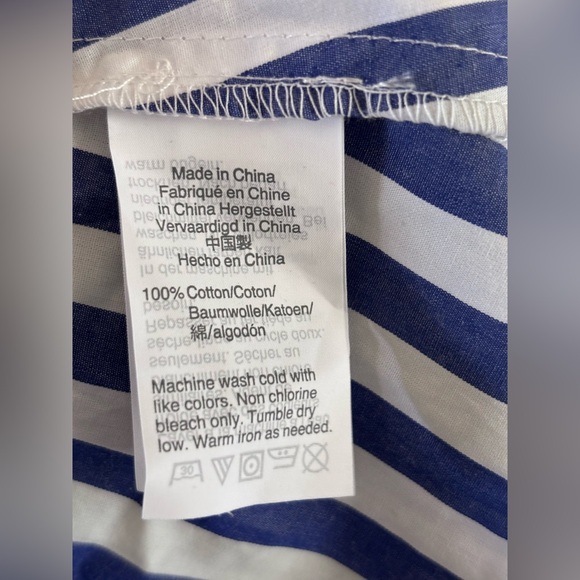 Made in China
Fabriqué en Chine
in China Hergestellt
Vervaardigd in China
中国製
Hecho en China
100% Cotton/Coton/
Baumwolle/Katoen/
綿/algodón
Machine wash cold with
like colors. Non chlorine
bleach only. Tumble dry
low. Warm iron as needed.
30